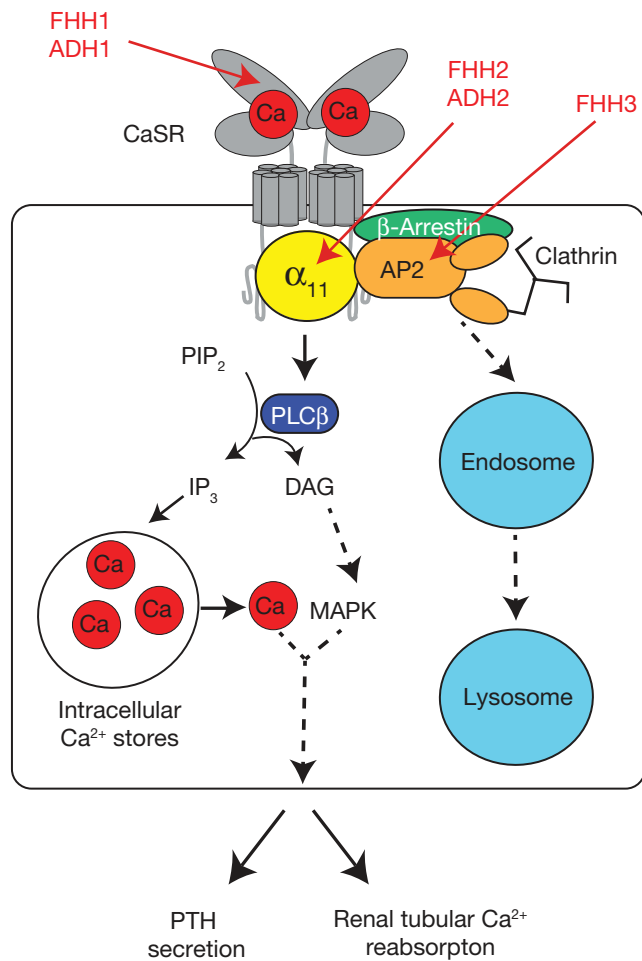 FHH1
ADH1
FHH2
ADH2
FHH3
Ca
Ca
CaSR
β-Arrestin
α₁₁
AP2
Clathrin
PIP₂
PLCβ
Endosome
IP₃
DAG
Ca
Ca
Ca
Ca
MAPK
Intracellular
Ca²⁺ stores
Lysosome
PTH
secretion
Renal tubular Ca²⁺
reabsorpton